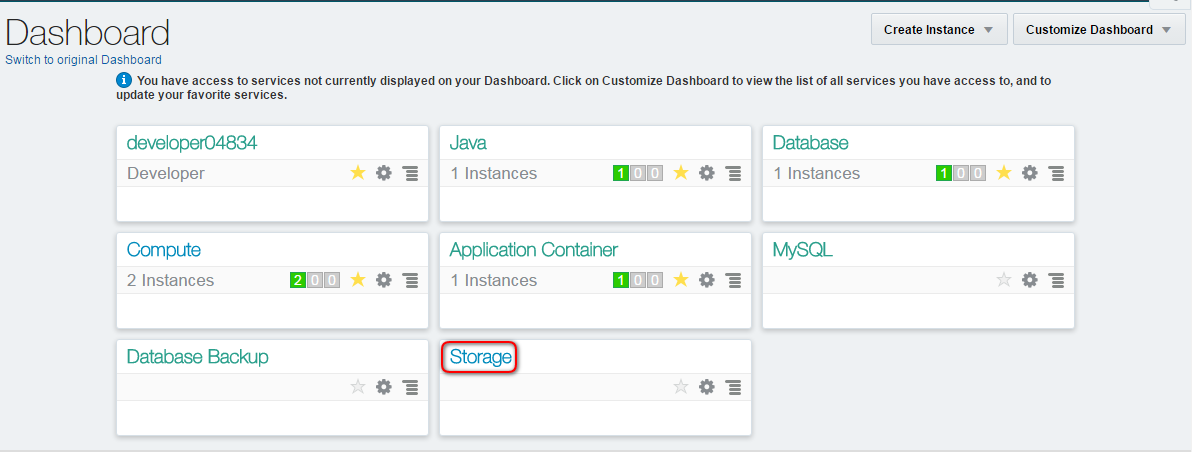 Dashboard
Create Instance
Customize Dashboard
Switch to original Dashboard
You have access to services not currently displayed on your Dashboard. Click on Customize Dashboard to view the list of all services you have access to, and to
update your favorite services.
developer04834
Developer
Java
1 Instances
1 0 0
Database
1 Instances
1 0 0
Compute
2 Instances
2 0 0
Application Container
1 Instances
1 0 0
MySQL
Database Backup
Storage